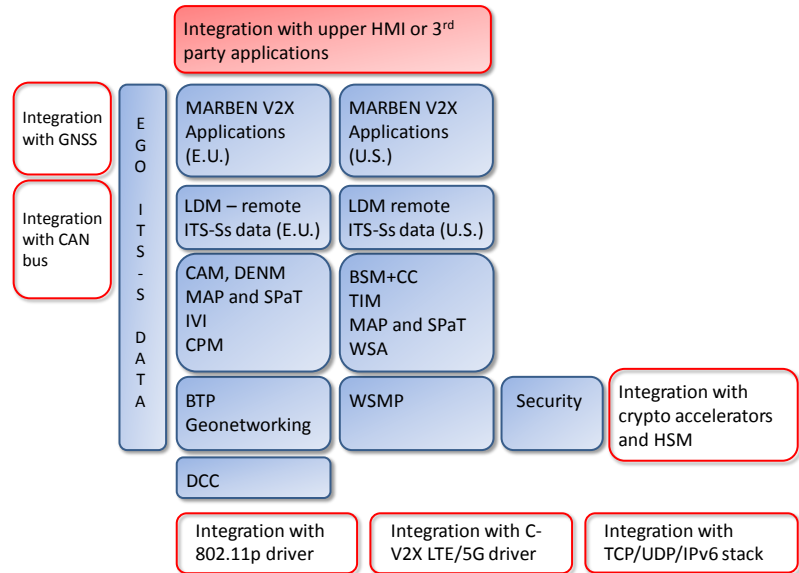 Integration with upper HMI or 3rd
party applications
Integration
with GNSS
Integration
with CAN
bus
E
G
O
I
T
S
-
S
D
A
T
A
MARBEN V2X
Applications
(E.U.)
MARBEN V2X
Applications
(U.S.)
LDM – remote
ITS-Ss data (E.U.)
LDM remote
ITS-Ss data (U.S.)
CAM, DENM
MAP and SPaT
IVI
CPM
BSM+CC
TIM
MAP and SPaT
WSA
BTP
Geonetworking
WSMP
Security
Integration with
crypto accelerators
and HSM
DCC
Integration with
802.11p driver
Integration with C-
V2X LTE/5G driver
Integration with
TCP/UDP/IPv6 stack